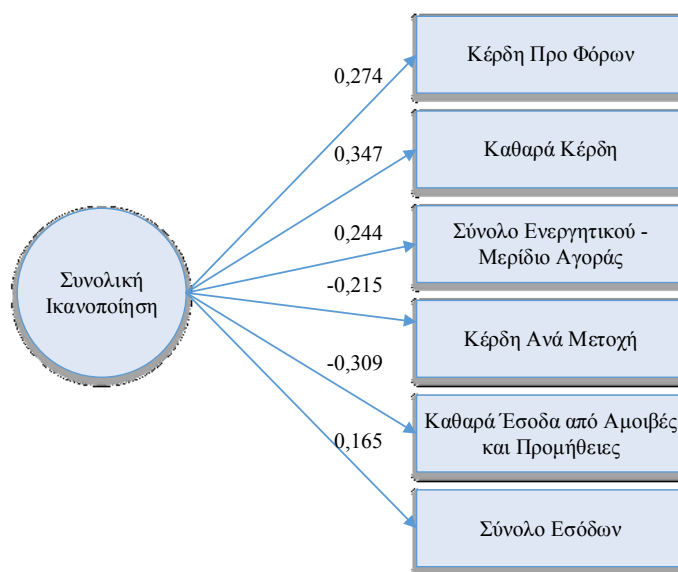 Κέρδη Προ Φόρων
0,274
Καθαρά Κέρδη
0,347
Σύνολο Ενεργητικού -
Μερίδιο Αγοράς
0,244
Συνολική
Ικανοποίηση
-0,215
Κέρδη Ανά Μετοχή
-0,309
Καθαρά Έσοδα από Αμοιβές
και Προμήθειες
0,165
Σύνολο Εσόδων